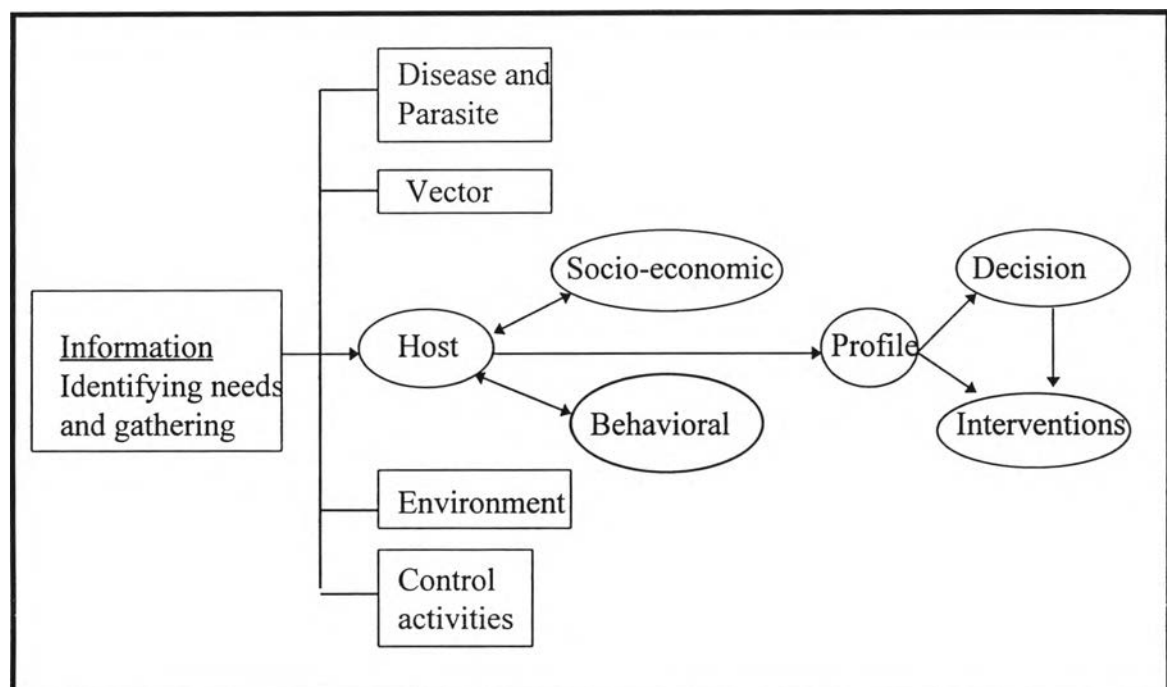 Disease and
Parasite
Vector
Socio-economic
Decision
Information
Identifying needs
and gathering
Host
Profile
Behavioral
Interventions
Environment
Control
activities